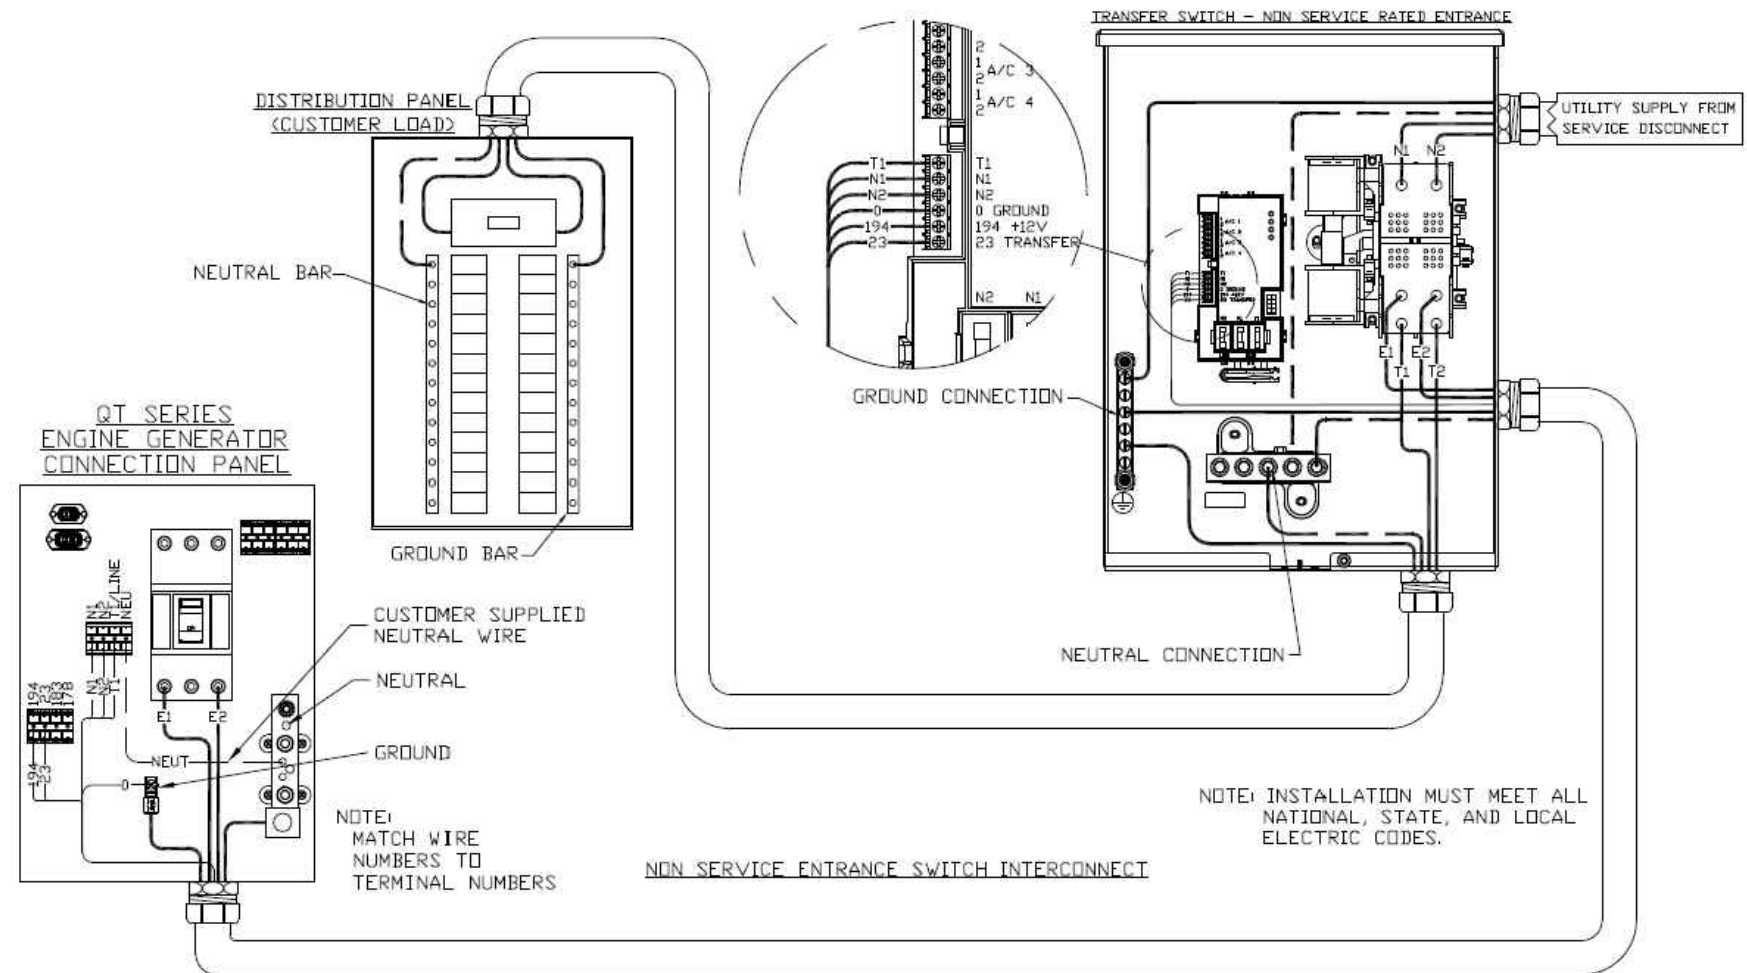 TRANSFER SWITCH - NON SERVICE RATED ENTRANCE
DISTRIBUTION PANEL
(CUSTOMER LOAD)
2
1
2
A/C 3
1
2
A/C 4
T1
N1
N2
0
194
23
T1
N1
N2
0 GROUND
194 +12V
23 TRANSFER
N2
N1
UTILITY SUPPLY FROM
SERVICE DISCONNECT
N1
N2
E1
E2
T1
T2
NEUTRAL BAR
GROUND BAR
GROUND CONNECTION
NEUTRAL CONNECTION
QT SERIES
ENGINE GENERATOR
CONNECTION PANEL
N1
N2
T1/LINE
NEU
N1
N2
T1
194
23
183
178
194
23
E1
E2
NEUT
0
CUSTOMER SUPPLIED
NEUTRAL WIRE
NEUTRAL
GROUND
NOTE:
MATCH WIRE
NUMBERS TO
TERMINAL NUMBERS
NON SERVICE ENTRANCE SWITCH INTERCONNECT
NOTE: INSTALLATION MUST MEET ALL
NATIONAL, STATE, AND LOCAL
ELECTRIC CODES.